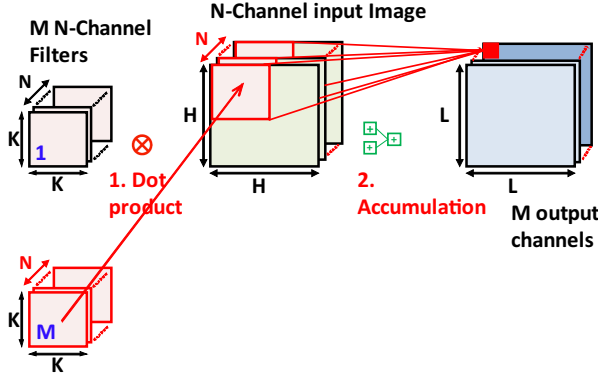 M N-Channel
Filters
N
K
1
K
N-Channel input Image
N
H
H
1. Dot
product
2.
Accumulation
L
L
M output
channels
N
K
M
K